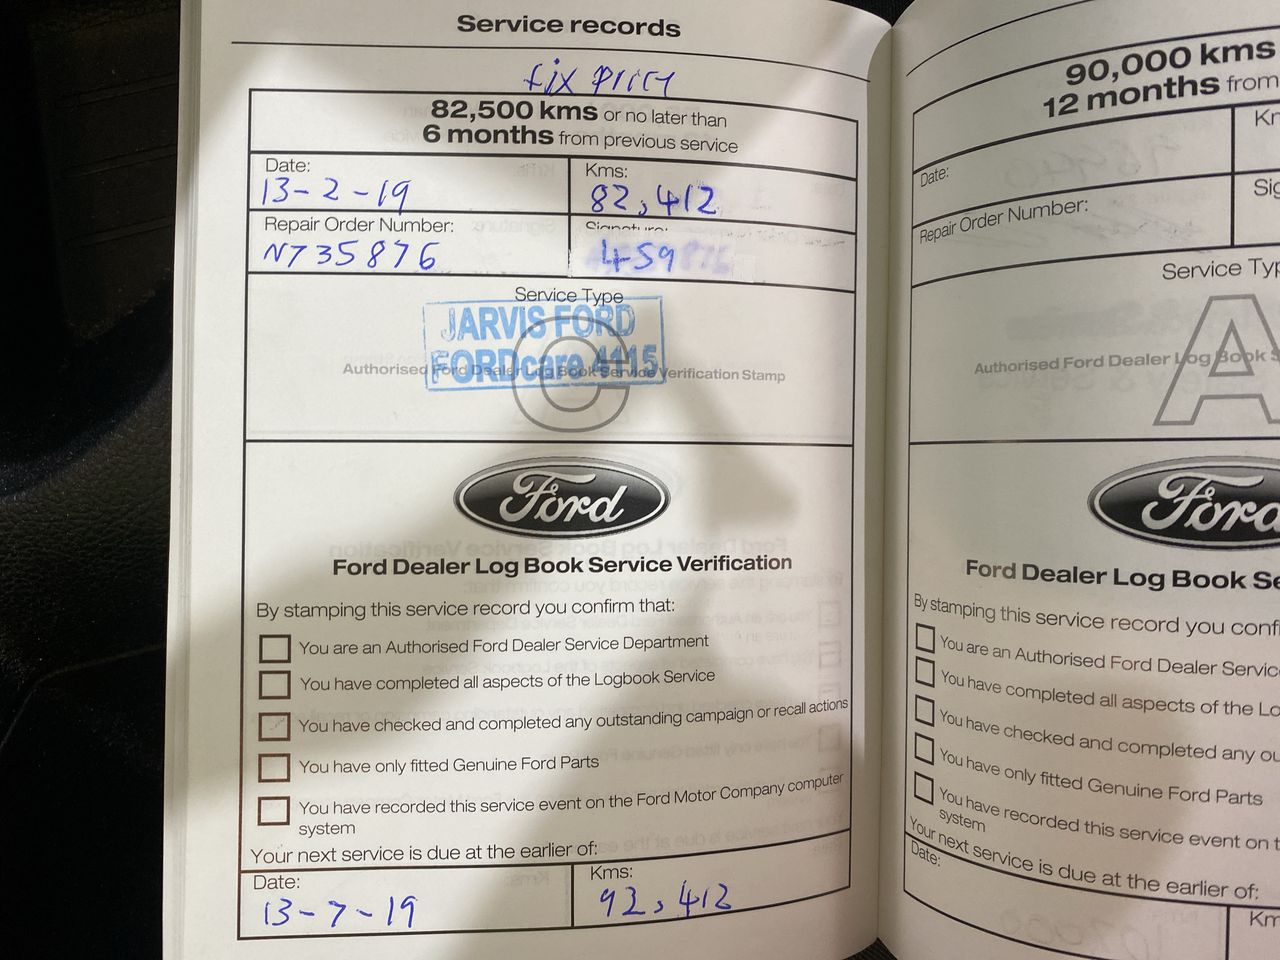 Service records
fix price
82,500 kms or no later than
6 months from previous service
Date:
13-2-19
Kms:
82,412
Repair Order Number:
N735876
Signature:
459
Service Type
JARVIS FORD
FORDcare 4115
C
Authorised Ford Dealer Log Book Service Verification Stamp
Ford
Ford Dealer Log Book Service Verification
By stamping this service record you confirm that:
You are an Authorised Ford Dealer Service Department
You have completed all aspects of the Logbook Service
You have checked and completed any outstanding campaign or recall actions
You have only fitted Genuine Ford Parts
You have recorded this service event on the Ford Motor Company computer
system
Your next service is due at the earlier of:
Date:
13-7-19
Kms:
92,412
90,000 kms
12 months from
Date:
Repair Order Number:
Service Typ
A
Authorised Ford Dealer Log Book S
Ford
Ford Dealer Log Book Se
By stamping this service record you confi
You are an Authorised Ford Dealer Service
You have completed all aspects of the Lo
You have checked and completed any ou
You have only fitted Genuine Ford Parts
You have recorded this service event on t
system
Your next service is due at the earlier of:
Date:
Km